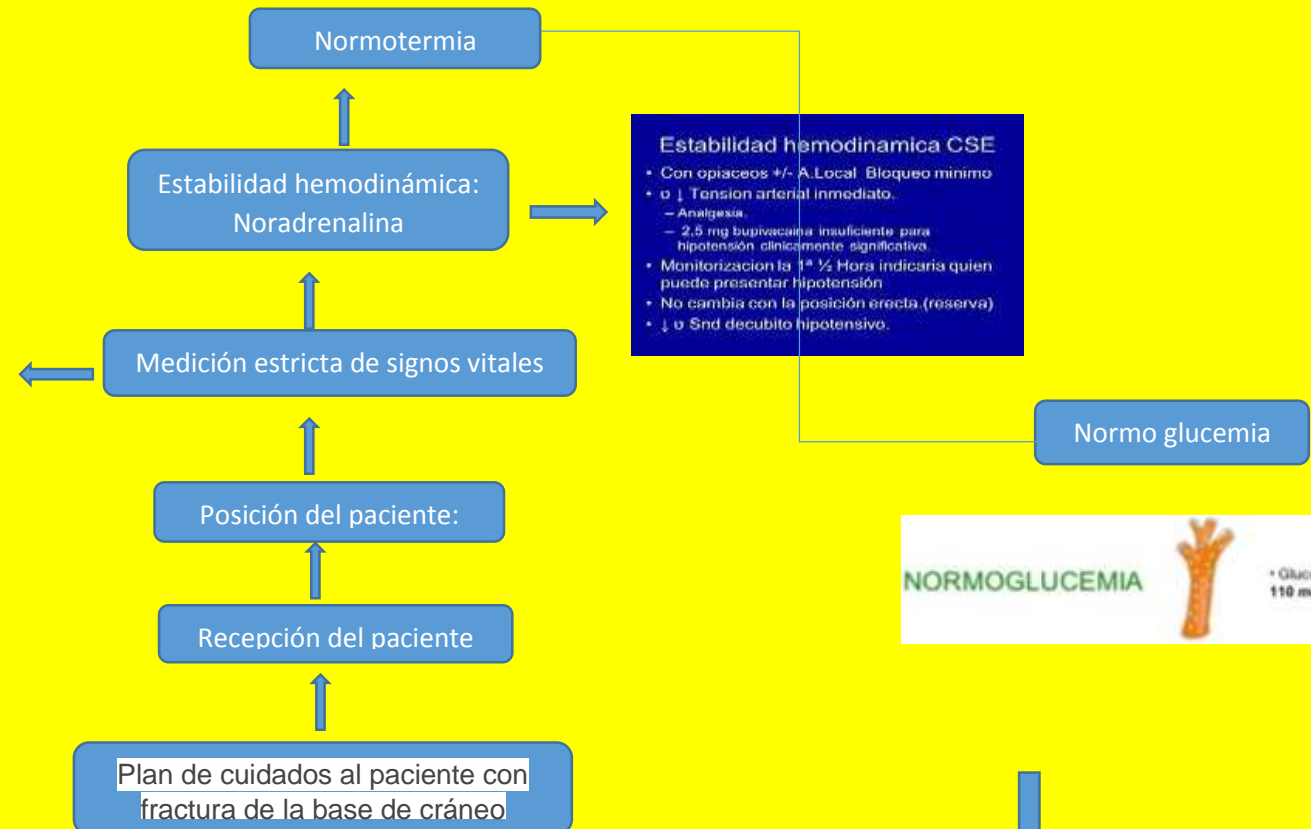 Normotermia
Estabilidad hemodinámica:
Noradrenalina
Estabilidad hemodinamica CSE
• Con opiaceos +/- A.Local Bloqueo minimo
• ʋ ↓ Tension arterial inmediato.
– Analgesia.
– 2,5 mg bupivacaina insuficiente para
hipotensión clinicamente significativa.
• Monitorizacion la 1ª ½ Hora indicaria quien
puede presentar hipotensión
• No cambia con la posición erecta.(reserva)
• ↓ ʋ Snd decubito hipotensivo.
Medición estricta de signos vitales
Normo glucemia
Posición del paciente:
NORMOGLUCEMIA
110
Recepción del paciente
Plan de cuidados al paciente con
fractura de la base de cráneo